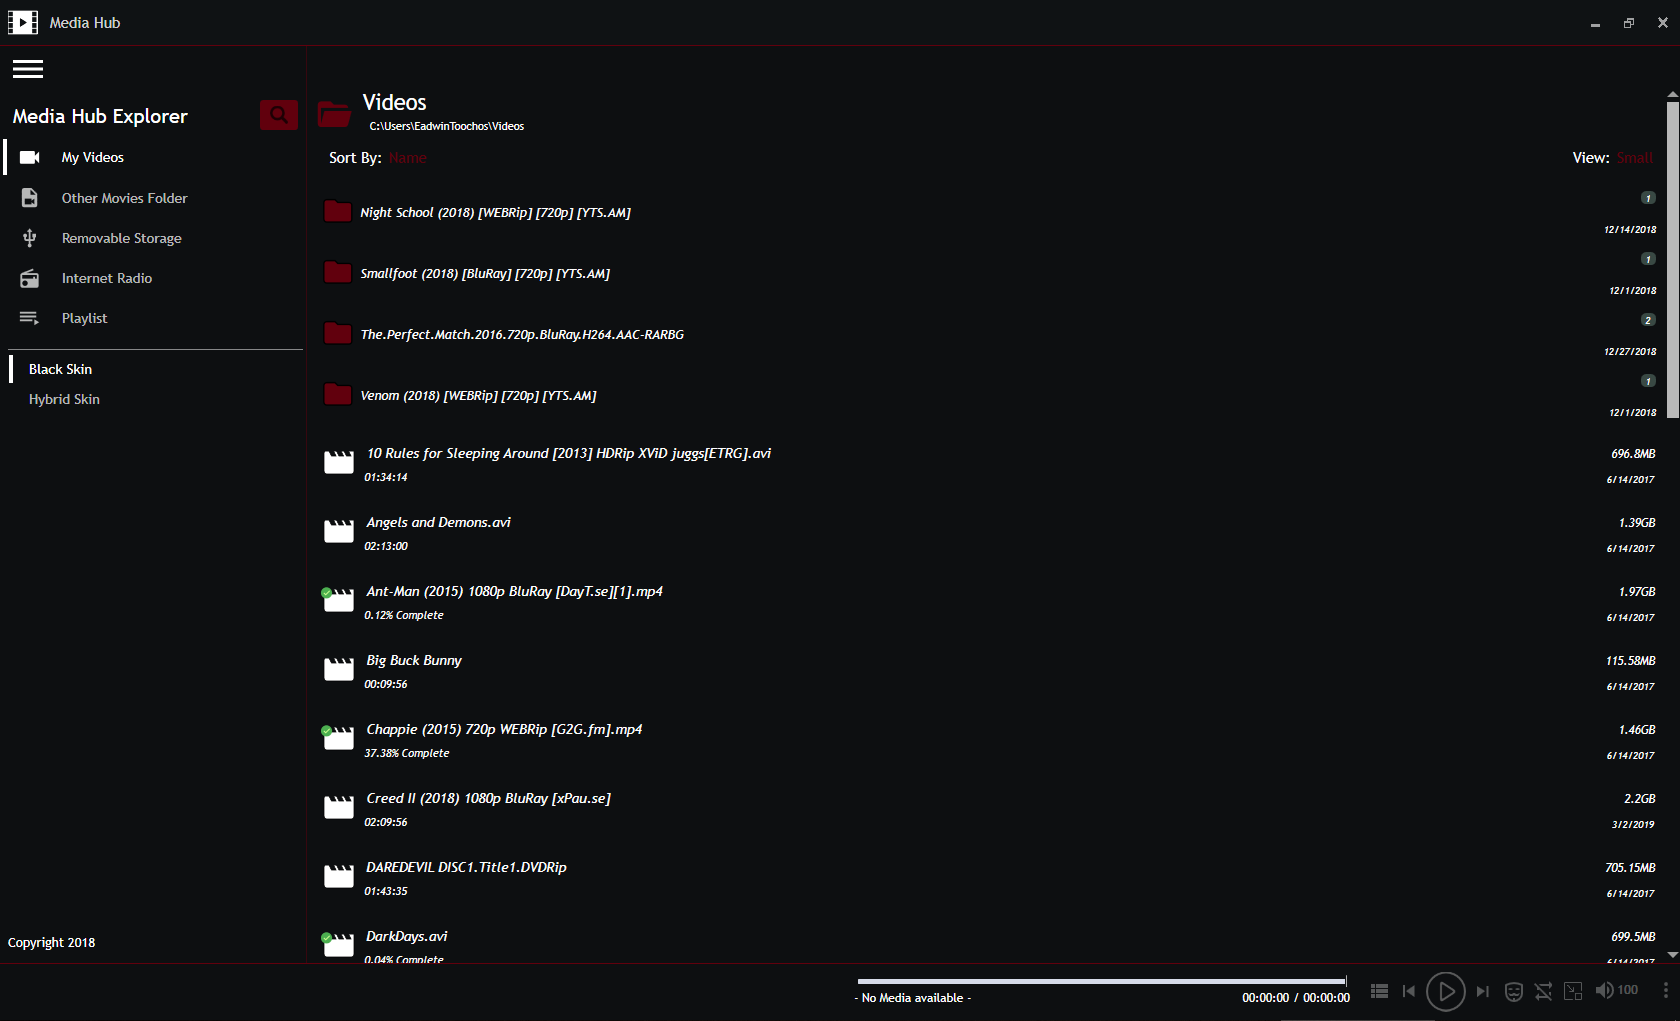 Media Hub
Media Hub Explorer
My Videos
Other Movies Folder
Removable Storage
Internet Radio
Playlist
Black Skin
Hybrid Skin
Copyright 2018
Videos
C:\Users\EadwinToochos\Videos
Sort By: Name
View: Small
Night School (2018) [WEBRip] [720p] [YTS.AM]
1
12/14/2018
Smallfoot (2018) [BluRay] [720p] [YTS.AM]
1
12/1/2018
The.Perfect.Match.2016.720p.BluRay.H264.AAC-RARBG
2
12/27/2018
Venom (2018) [WEBRip] [720p] [YTS.AM]
1
12/1/2018
10 Rules for Sleeping Around [2013] HDRip XViD juggs[ETRG].avi
696.8MB
01:34:14
6/14/2017
Angels and Demons.avi
1.39GB
02:13:00
6/14/2017
Ant-Man (2015) 1080p BluRay [DayT.se][1].mp4
1.97GB
0.12% Complete
6/14/2017
Big Buck Bunny
115.58MB
00:09:56
6/14/2017
Chappie (2015) 720p WEBRip [G2G.fm].mp4
1.46GB
37.38% Complete
6/14/2017
Creed II (2018) 1080p BluRay [xPau.se]
2.2GB
02:09:56
3/2/2019
DAREDEVIL DISC1.Title1.DVDRip
705.15MB
01:43:35
6/14/2017
DarkDays.avi
699.5MB
0.04% Complete
6/14/2017
- No Media available -
00:00:00 / 00:00:00
100